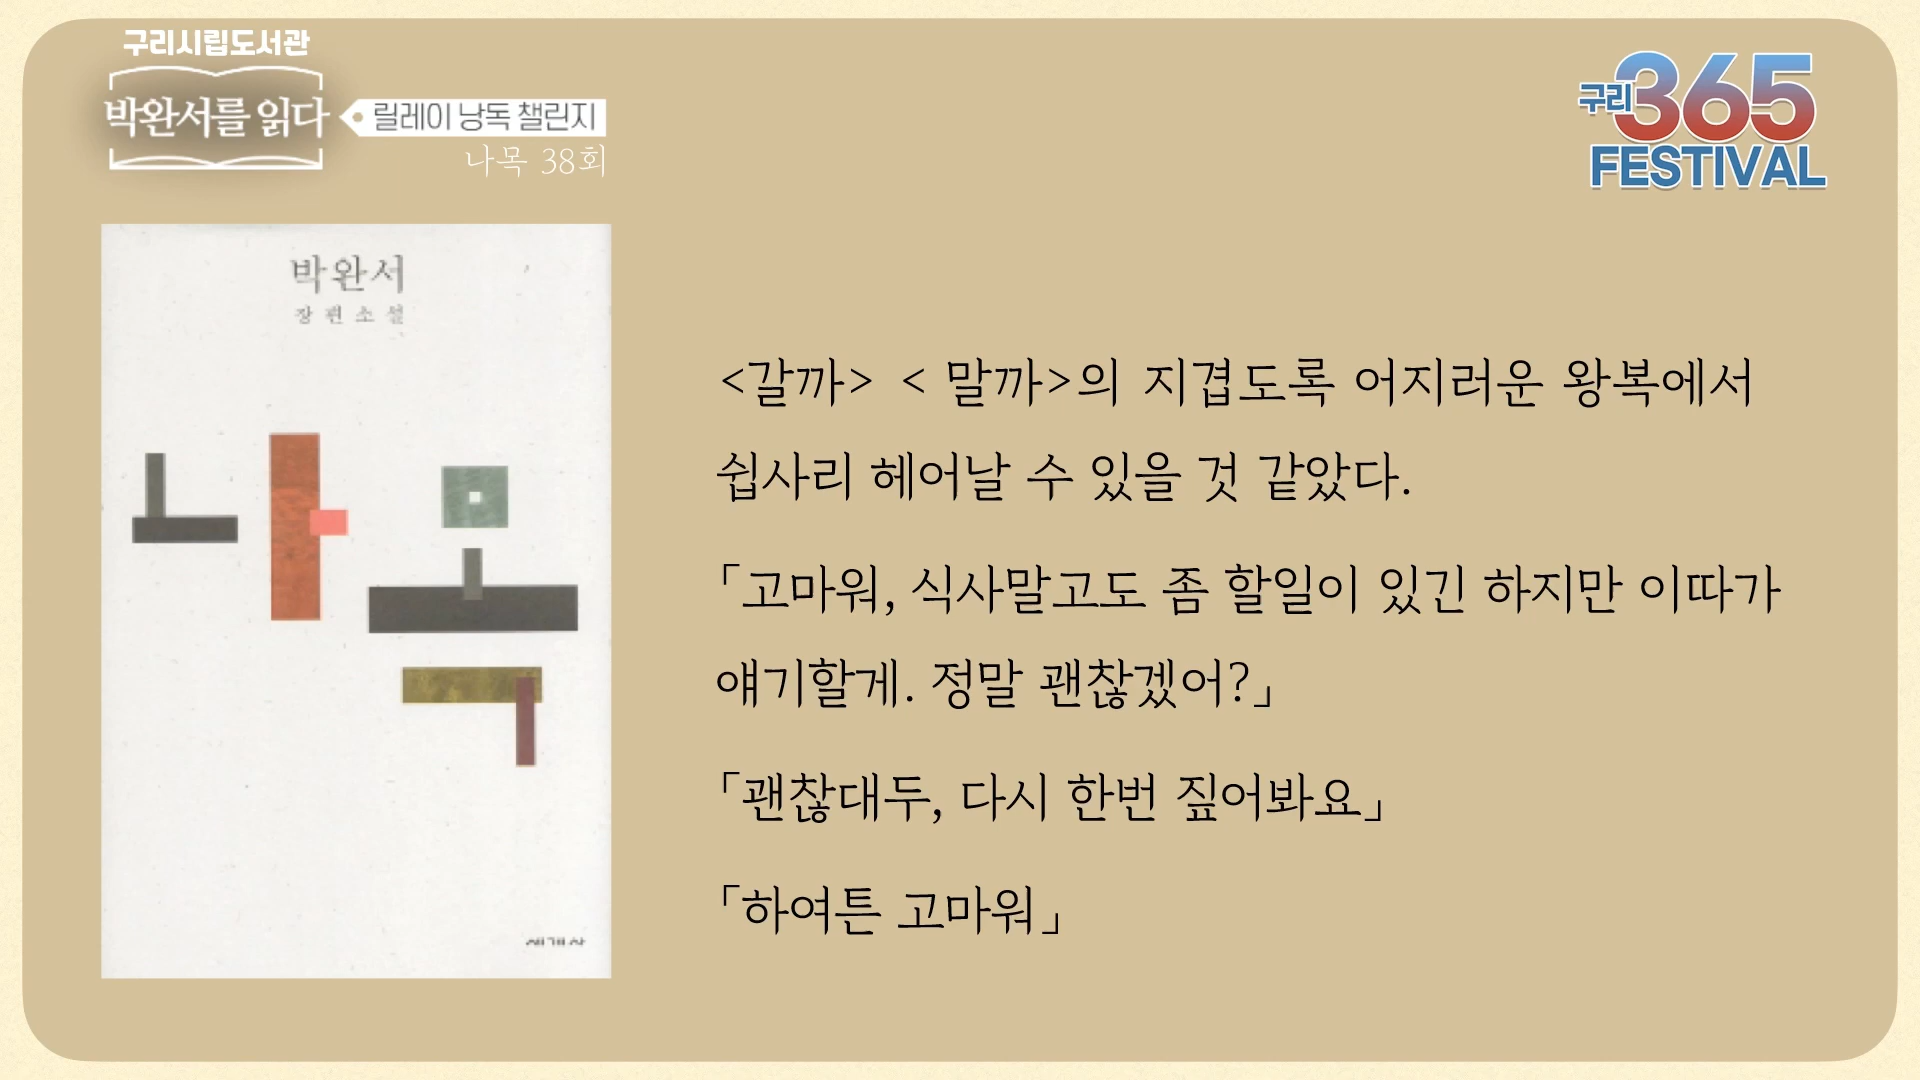 구리시립도서관
박완서를 읽다
릴레이 낭독 챌린지
나목 38회
구리365
FESTIVAL
박완서
장편소설
나목
<갈까> < 말까>의 지겹도록 어지러운 왕복에서
쉽사리 헤어날 수 있을 것 같았다.
「고마워, 식사말고도 좀 할일이 있긴 하지만 이따가
얘기할게. 정말 괜찮겠어?」
「괜찮대두, 다시 한번 짚어봐요」
「하여튼 고마워」